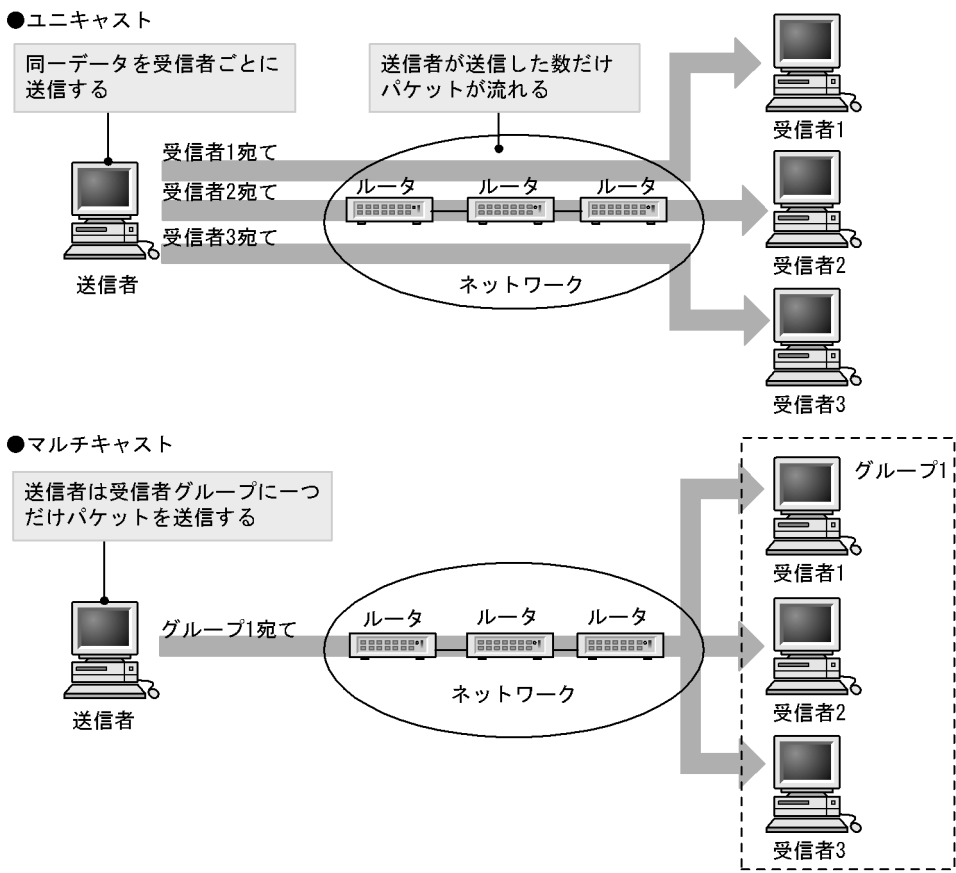 ●ユニキャスト
同一データを受信者ごとに
送信する
送信者が送信した数だけ
パケットが流れる
受信者1
受信者1宛て
受信者2宛て
受信者3宛て
ルータ
ルータ
ルータ
ネットワーク
送信者
受信者2
受信者3
●マルチキャスト
送信者は受信者グループに一つ
だけパケットを送信する
グループ1
受信者1
グループ1宛て
ルータ
ルータ
ルータ
ネットワーク
送信者
受信者2
受信者3